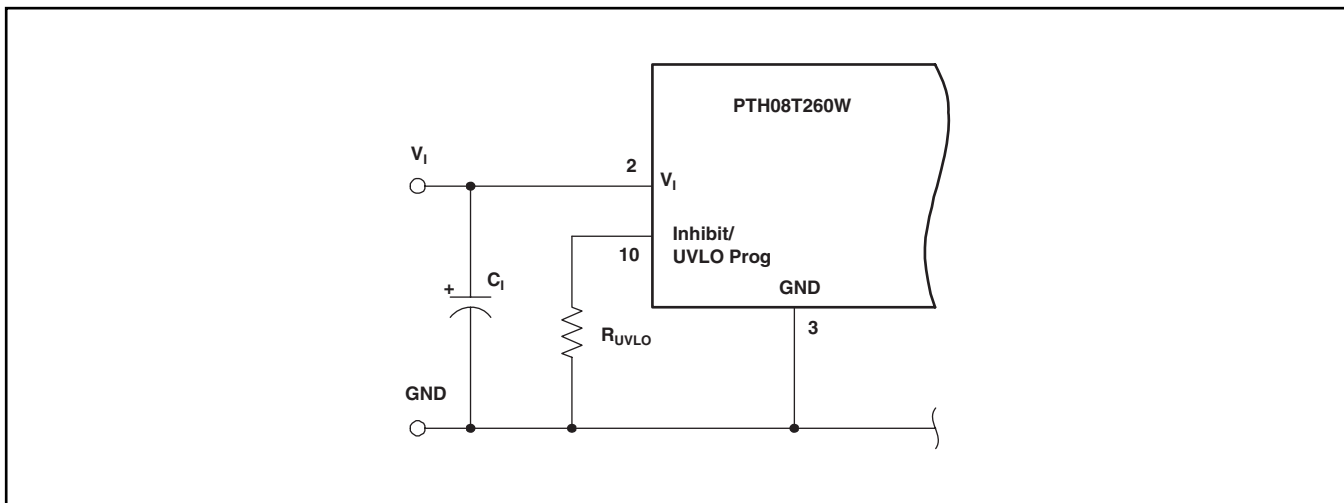 PTH08T260W
V_I
2
V_I
Inhibit/
UVLO Prog
10
GND
3
+
C_I
R_UVLO
GND